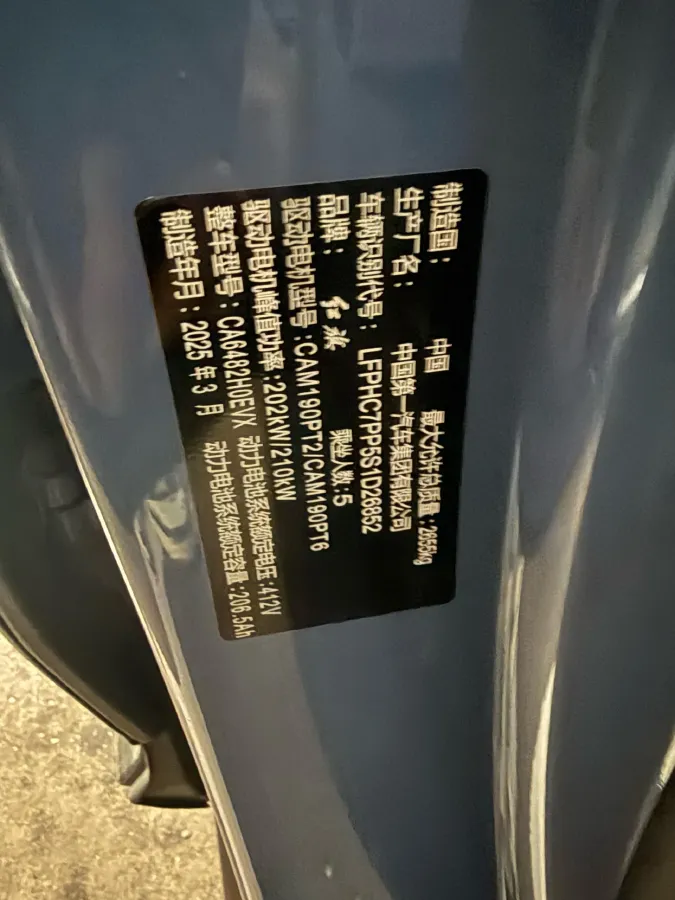 制造国： 中国 最大允许总质量：2655kg
生产厂名： 中国第一汽车集团有限公司
车辆识别代号：LFPHC7PP5S1D26852
品牌： 红旗 乘坐人数：5
驱动电机型号：CAM190PT2/CAM190PT6
驱动电机峰值功率：202kW/210kW
整车型号：CA6482H0EVX 动力电池系统额定电压：412V
制造年月：2025年3月 动力电池系统额定容量：206.5Ah